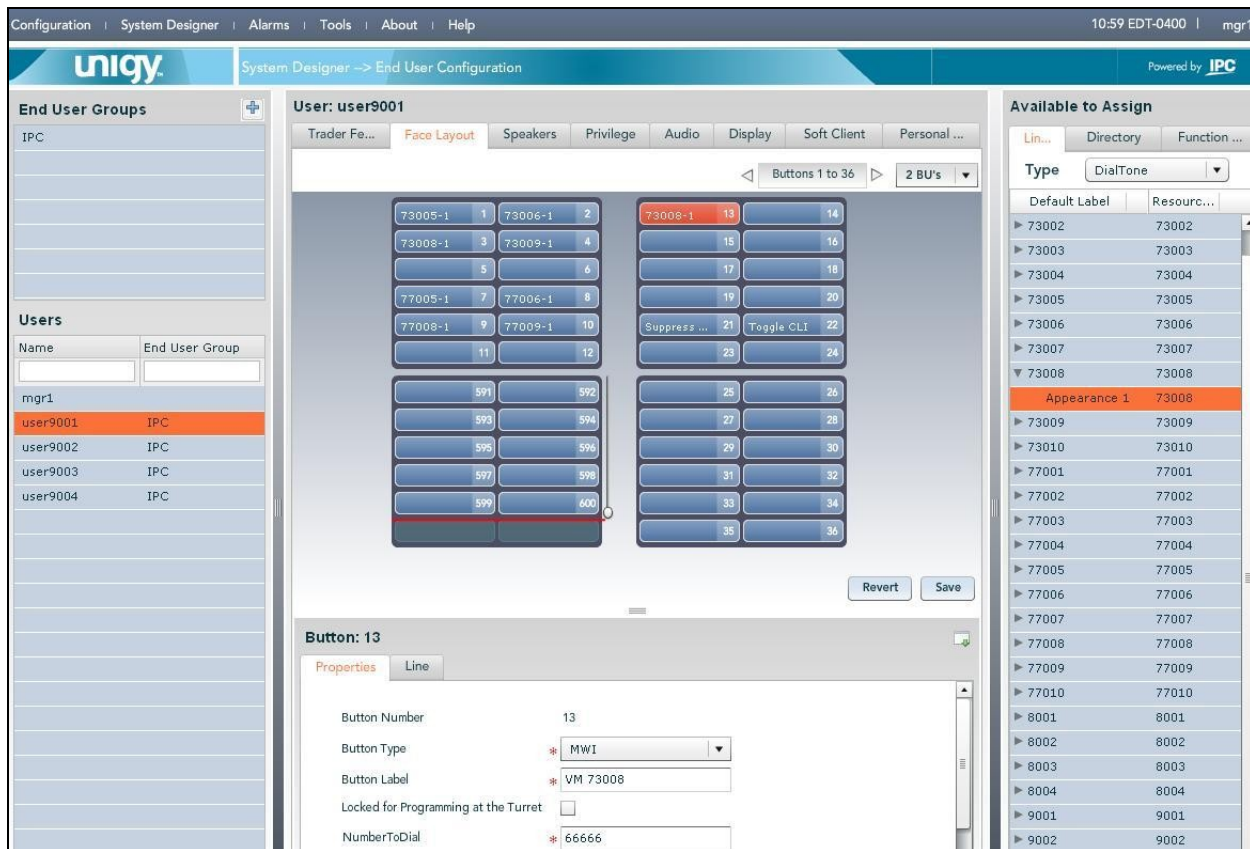 Configuration | System Designer | Alarms | Tools | About | Help 10:59 EDT-0400 | mgr1
unigy System Designer --> End User Configuration Powered by IPC
End User Groups
IPC
Users
Name End User Group
mgr1
user9001 IPC
user9002 IPC
user9003 IPC
user9004 IPC
User: user9001
Trader Fe... Face Layout Speakers Privilege Audio Display Soft Client Personal ...
Buttons 1 to 36 2 BU's
73005-1 1 73006-1 2 73008-1 13 14
73008-1 3 73009-1 4 15 16
5 6 17 18
77005-1 7 77006-1 8 19 20
77008-1 9 77009-1 10 Suppress ... 21 Toggle CLI 22
11 12 23 24
591 592 25 26
593 594 27 28
595 596 29 30
597 598 31 32
599 600 33 34
35 36
Revert Save
Button: 13
Properties Line
Button Number 13
Button Type * MWI
Button Label * VM 73008
Locked for Programming at the Turret
NumberToDial * 66666
Available to Assign
Lin... Directory Function ...
Type DialTone
Default Label Resourc...
73002 73002
73003 73003
73004 73004
73005 73005
73006 73006
73007 73007
73008 73008
Appearance 1 73008
73009 73009
73010 73010
77001 77001
77002 77002
77003 77003
77004 77004
77005 77005
77006 77006
77007 77007
77008 77008
77009 77009
77010 77010
8001 8001
8002 8002
8003 8003
8004 8004
9001 9001
9002 9002